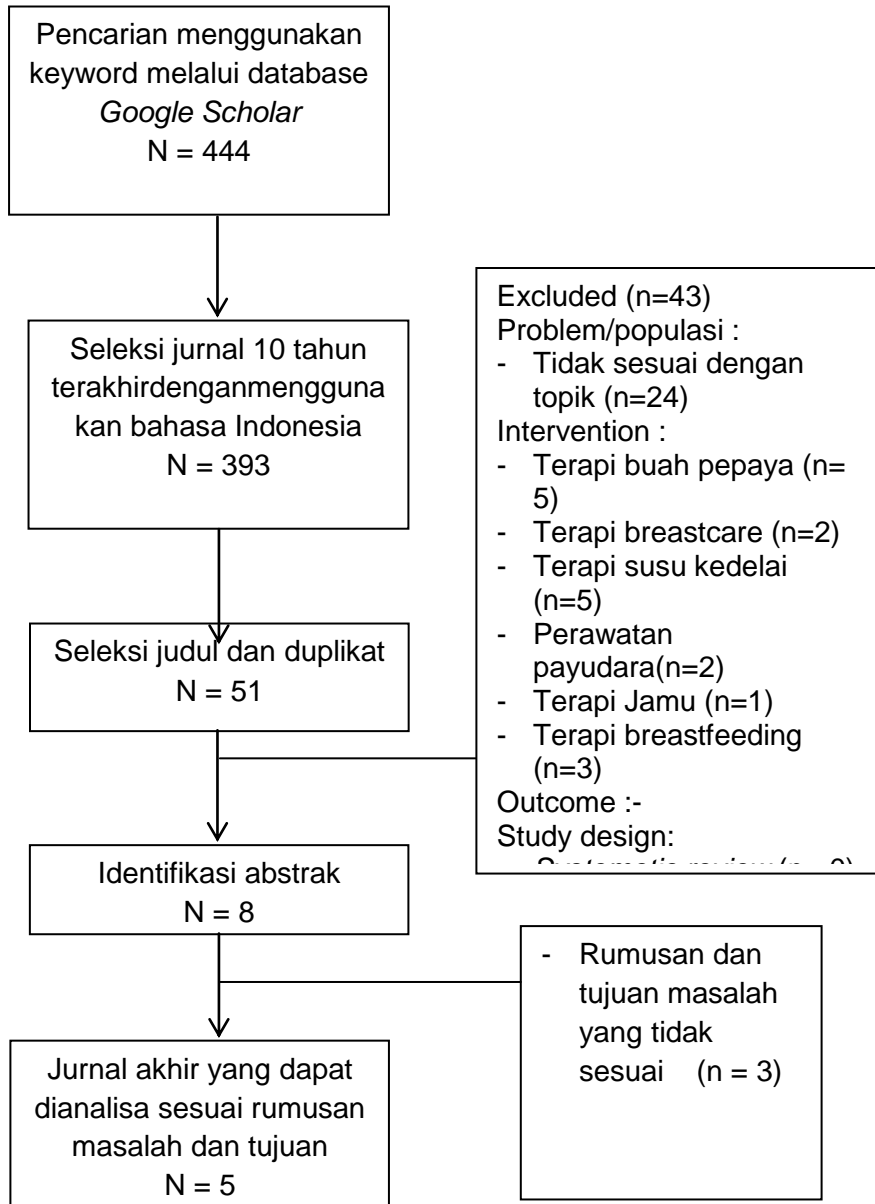 Pencarian menggunakan
keyword melalui database
Google Scholar
N = 444
Seleksi jurnal 10 tahun
terakhirdenganmengguna
kan bahasa Indonesia
N = 393
Seleksi judul dan duplikat
N = 51
Excluded (n=43)
Problem/populasi :
- Tidak sesuai dengan
topik (n=24)
Intervention :
- Terapi buah pepaya (n=
5)
- Terapi breastcare (n=2)
- Terapi susu kedelai
(n=5)
- Perawatan
payudara(n=2)
- Terapi Jamu (n=1)
- Terapi breastfeeding
(n=3)
Outcome :-
Study design:
Identifikasi abstrak
N = 8
- Rumusan dan
tujuan masalah
yang tidak
sesuai (n = 3)
Jurnal akhir yang dapat
dianalisa sesuai rumusan
masalah dan tujuan
N = 5